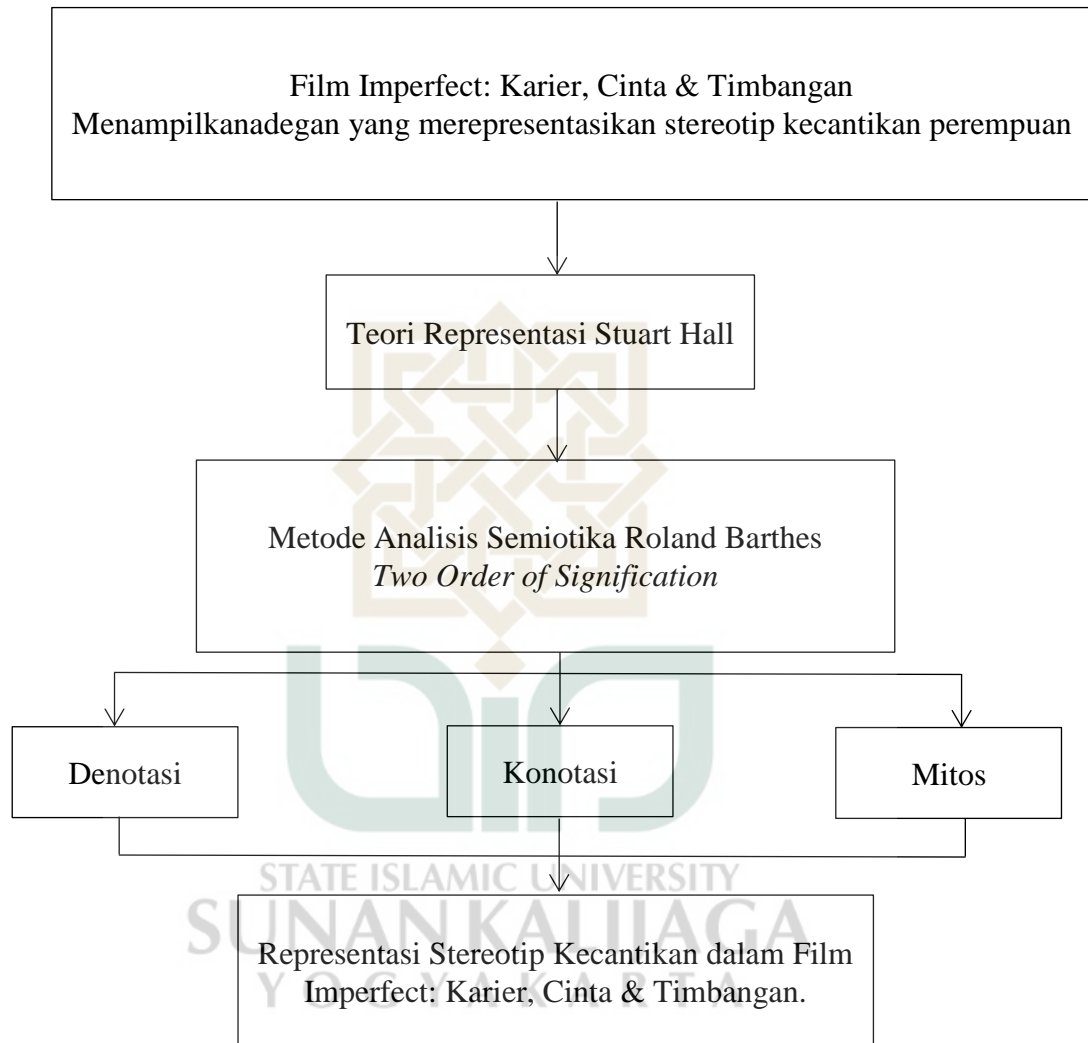 Film Imperfect: Karier, Cinta & Timbangan
Menampilkanadegan yang merepresentasikan stereotip kecantikan perempuan
Teori Representasi Stuart Hall
Metode Analisis Semiotika Roland Barthes
Two Order of Signification
Denotasi
Konotasi
Mitos
STATE ISLAMIC UNIVERSITY
SUNAN KALIJAGA
YOGYAKARTA
Representasi Stereotip Kecantikan dalam Film
Imperfect: Karier, Cinta & Timbangan.